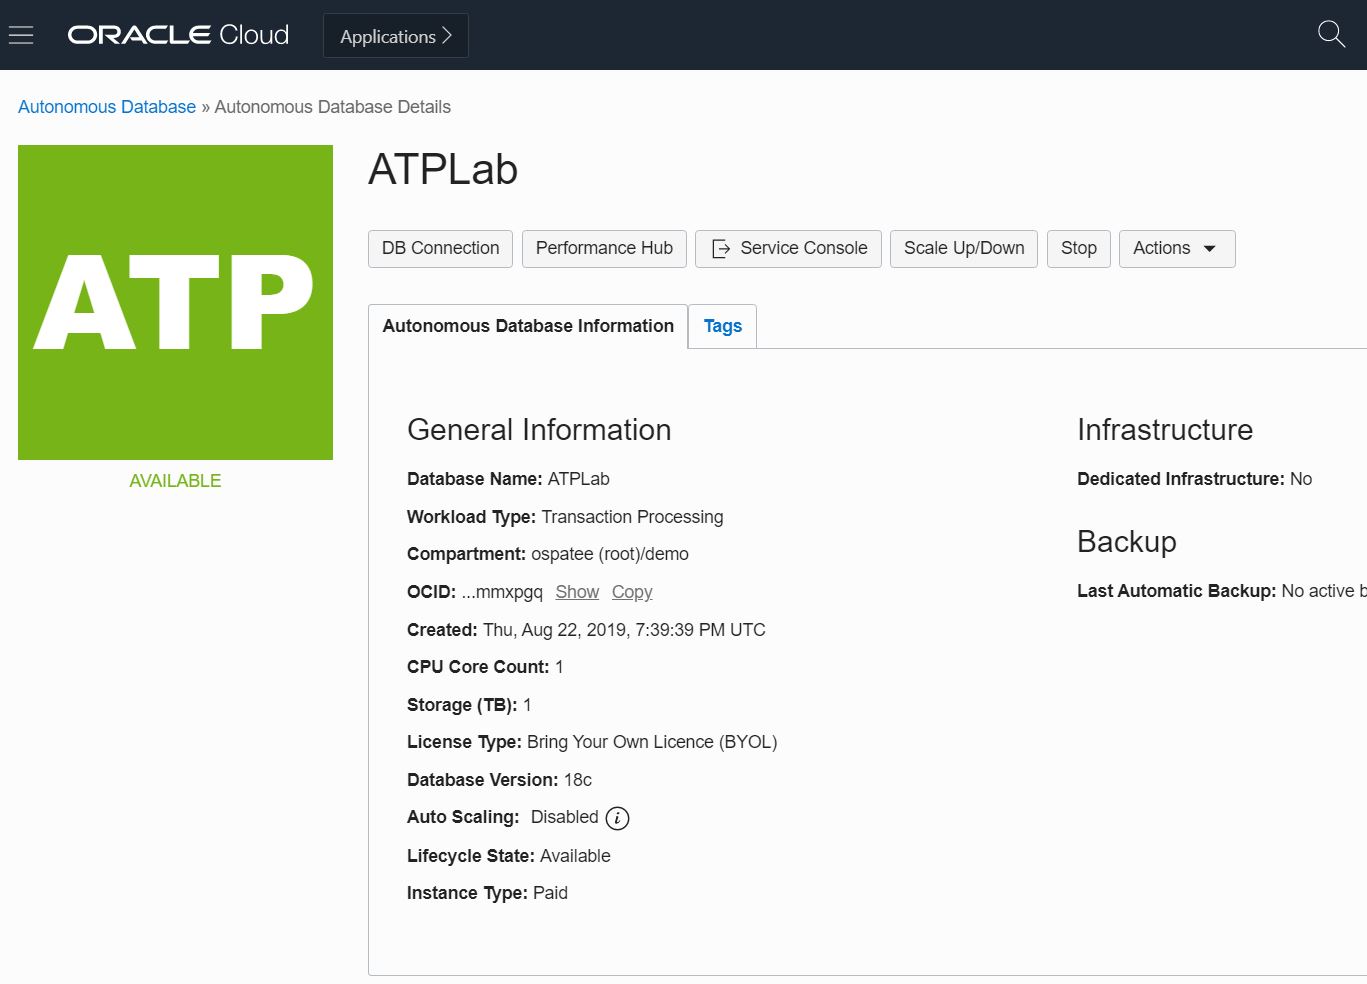 ORACLE Cloud
Applications
Autonomous Database » Autonomous Database Details
ATP
AVAILABLE
ATPLab
DB Connection
Performance Hub
Service Console
Scale Up/Down
Stop
Actions
Autonomous Database Information
Tags
General Information
Database Name: ATPLab
Workload Type: Transaction Processing
Compartment: ospatee (root)/demo
OCID: ...mmxpgq Show Copy
Created: Thu, Aug 22, 2019, 7:39:39 PM UTC
CPU Core Count: 1
Storage (TB): 1
License Type: Bring Your Own Licence (BYOL)
Database Version: 18c
Auto Scaling: Disabled i
Lifecycle State: Available
Instance Type: Paid
Infrastructure
Dedicated Infrastructure: No
Backup
Last Automatic Backup: No active